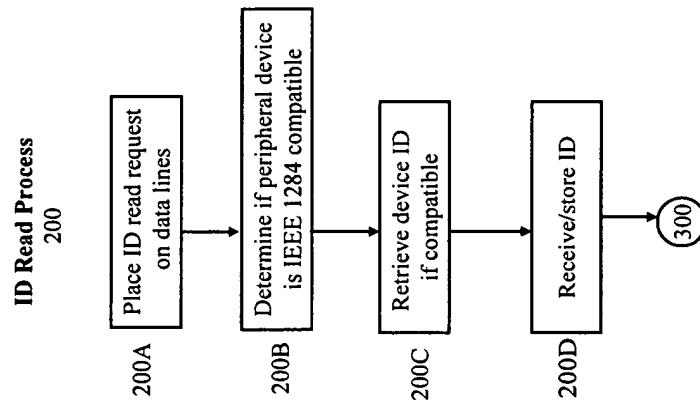 ID Read Process
200
200A
Place ID read request
on data lines
200B
Determine if peripheral device
is IEEE 1284 compatible
200C
Retrieve device ID
if compatible
200D
Receive/store ID
300